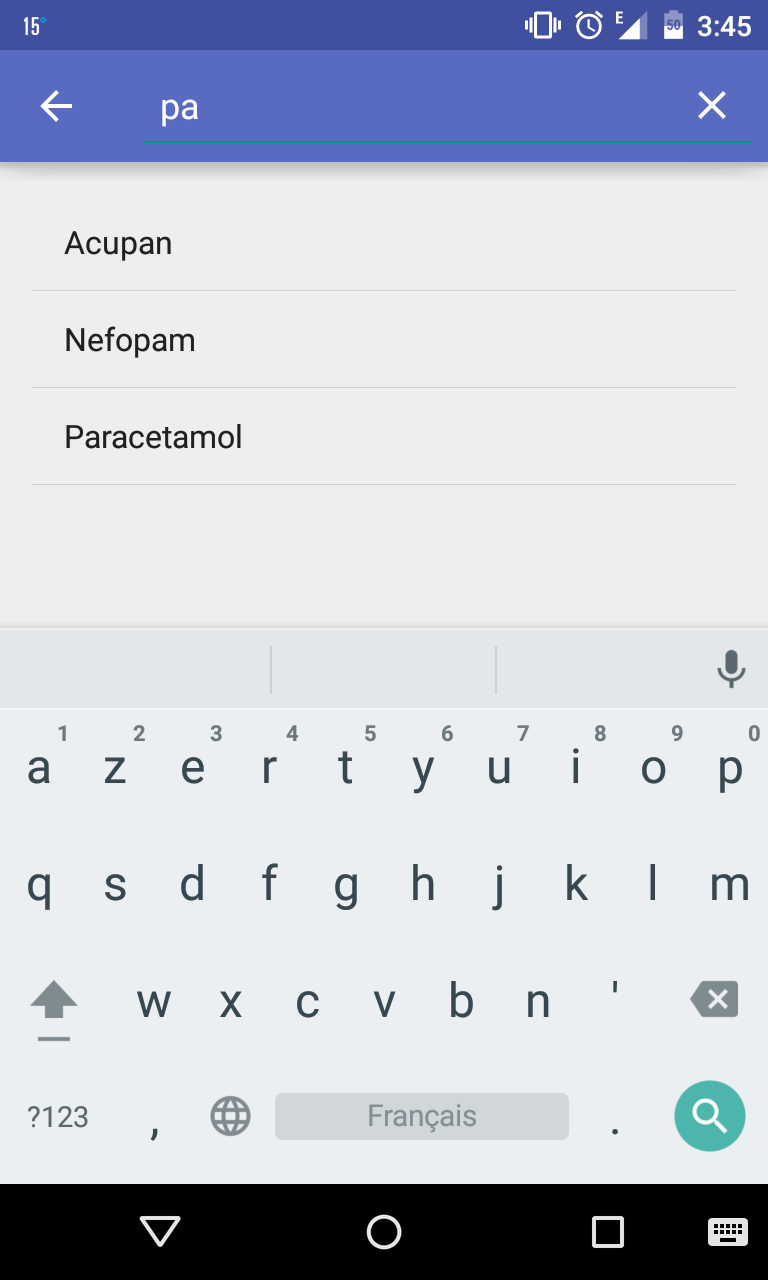 15° E 50 3:45
pa
Acupan
Nefopam
Paracetamol
1 2 3 4 5 6 7 8 9 0
a z e r t y u i o p
q s d f g h j k l m
w x c v b n '
?123 , Français .